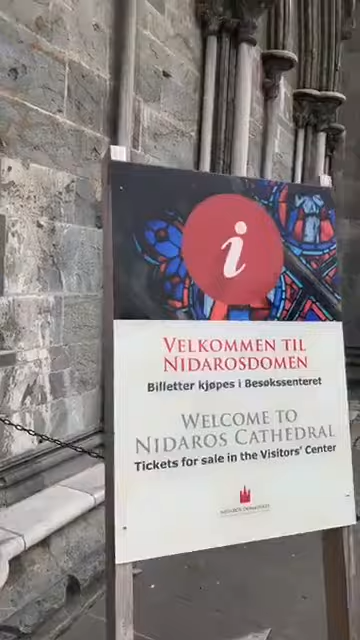 i
VELKOMMEN TIL
NIDAROSDOMEN
Billetter kjøpes i Besøkssenteret
WELCOME TO
NIDAROS CATHEDRAL
Tickets for sale in the Visitors' Center